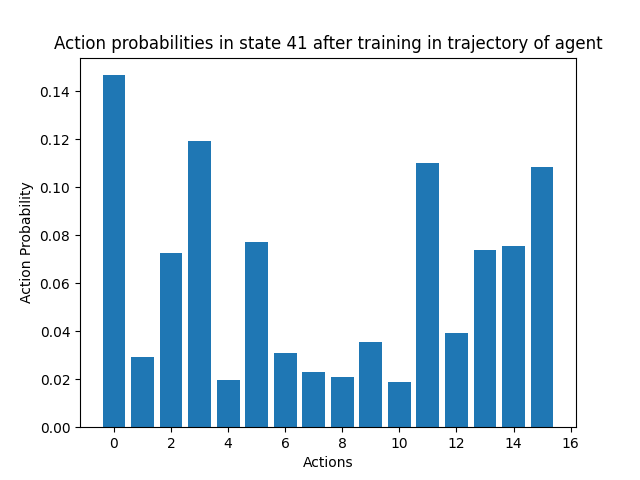 Action probabilities in state 41 after training in trajectory of agent
Action Probability
0.14
0.12
0.10
0.08
0.06
0.04
0.02
0.00
0 2 4 6 8 10 12 14 16
Actions